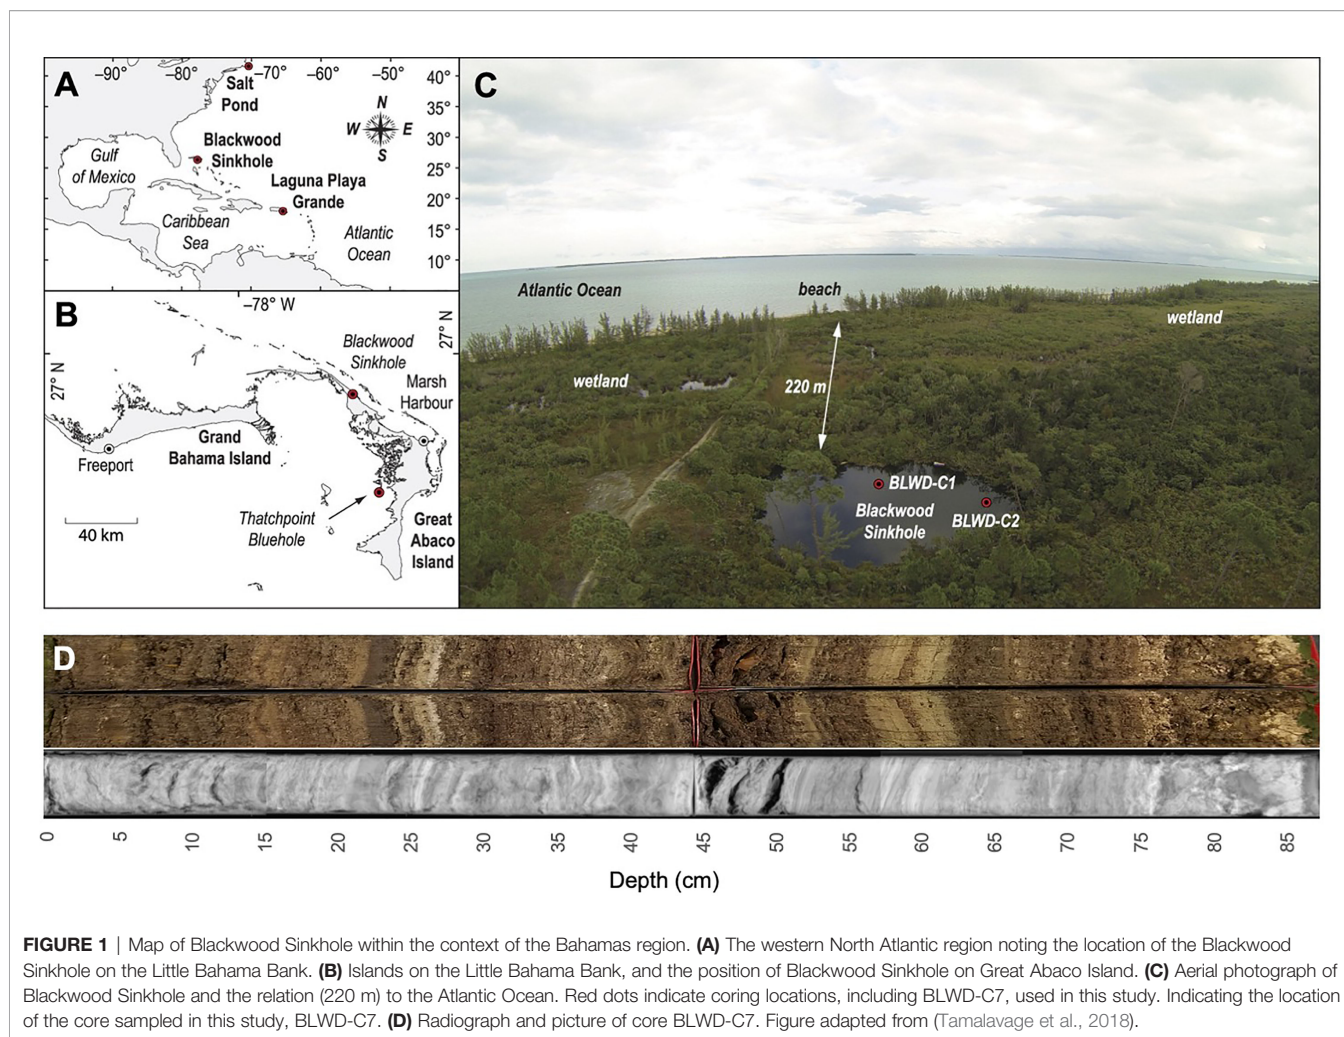 A
−90°
−80°
−70°
−60°
−50°
40°
35°
30°
25°
20°
15°
10°
Salt
Pond
N
W
E
S
Blackwood
Sinkhole
Gulf
of Mexico
Laguna Playa
Grande
Caribbean
Sea
Atlantic
Ocean
B
−78° W
27° N
27° N
Blackwood
Sinkhole
Marsh
Harbour
Grand
Bahama Island
Freeport
40 km
Thatchpoint
Bluehole
Great
Abaco
Island
C
Atlantic Ocean
beach
wetland
wetland
220 m
BLWD-C1
Blackwood
Sinkhole
BLWD-C2
D
0 5 10 15 20 25 30 35 40 45 50 55 60 65 70 75 80 85
Depth (cm)
FIGURE 1 | Map of Blackwood Sinkhole within the context of the Bahamas region. (A) The western North Atlantic region noting the location of the Blackwood
Sinkhole on the Little Bahama Bank. (B) Islands on the Little Bahama Bank, and the position of Blackwood Sinkhole on Great Abaco Island. (C) Aerial photograph of
Blackwood Sinkhole and the relation (220 m) to the Atlantic Ocean. Red dots indicate coring locations, including BLWD-C7, used in this study. Indicating the location
of the core sampled in this study, BLWD-C7. (D) Radiograph and picture of core BLWD-C7. Figure adapted from (Tamalavage et al., 2018).